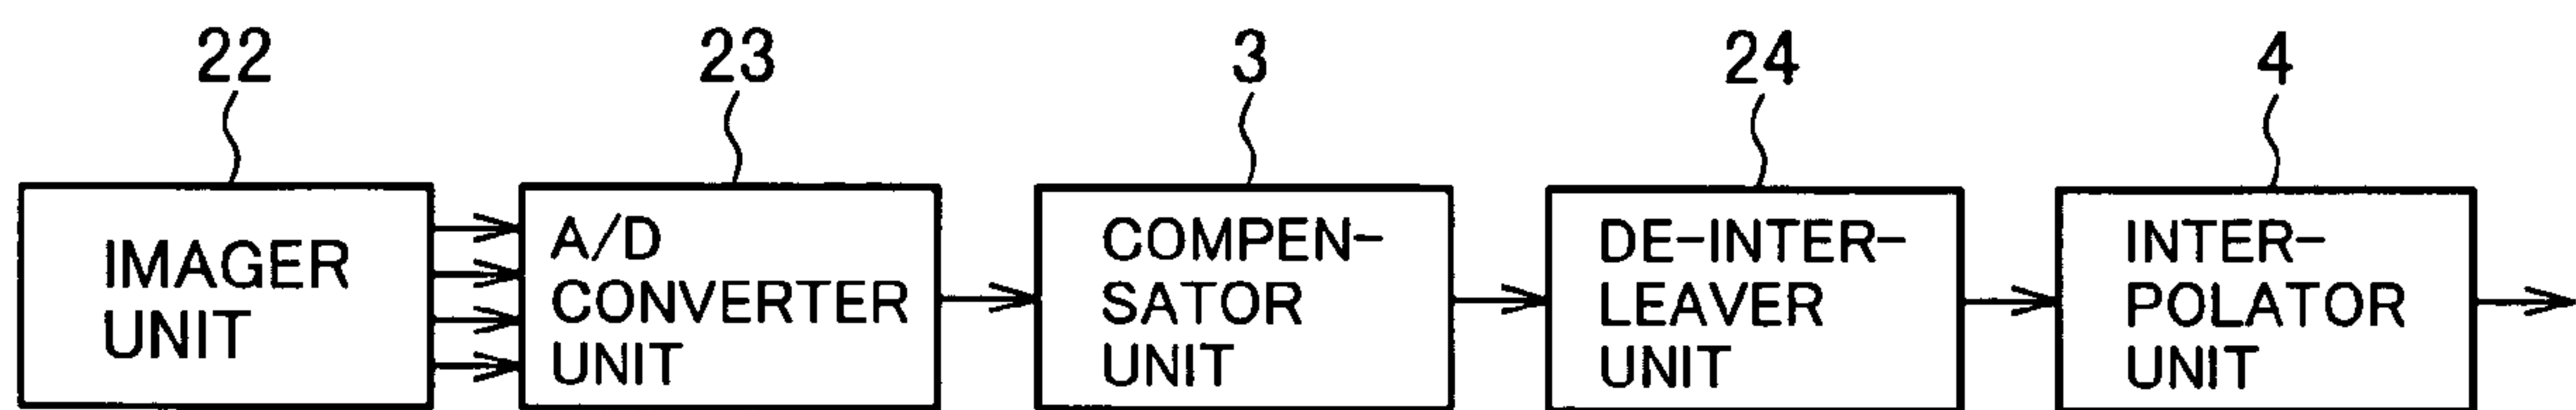 22
23
3
24
4
IMAGER
UNIT
A/D
CONVERTER
UNIT
COMPEN-
SATOR
UNIT
DE-INTER-
LEAVER
UNIT
INTER-
POLATOR
UNIT